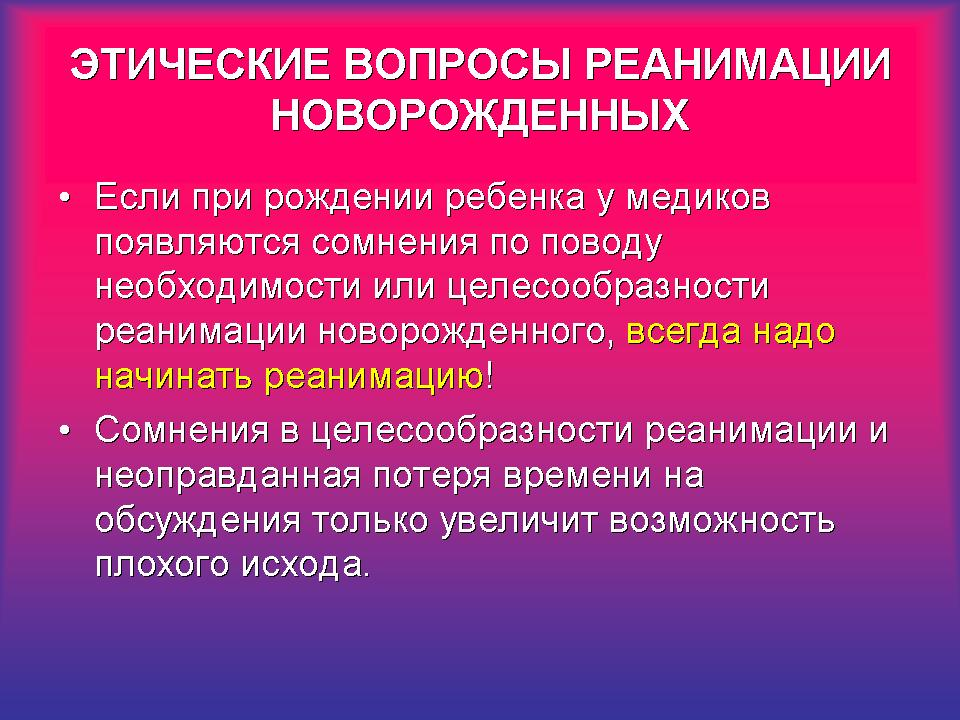 ЭТИЧЕСКИЕ ВОПРОСЫ РЕАНИМАЦИИ
НОВОРОЖДЕННЫХ
• Если при рождении ребенка у медиков
появляются сомнения по поводу
необходимости или целесообразности
реанимации новорожденного, всегда надо
начинать реанимацию!
• Сомнения в целесообразности реанимации и
неоправданная потеря времени на
обсуждения только увеличит возможность
плохого исхода.